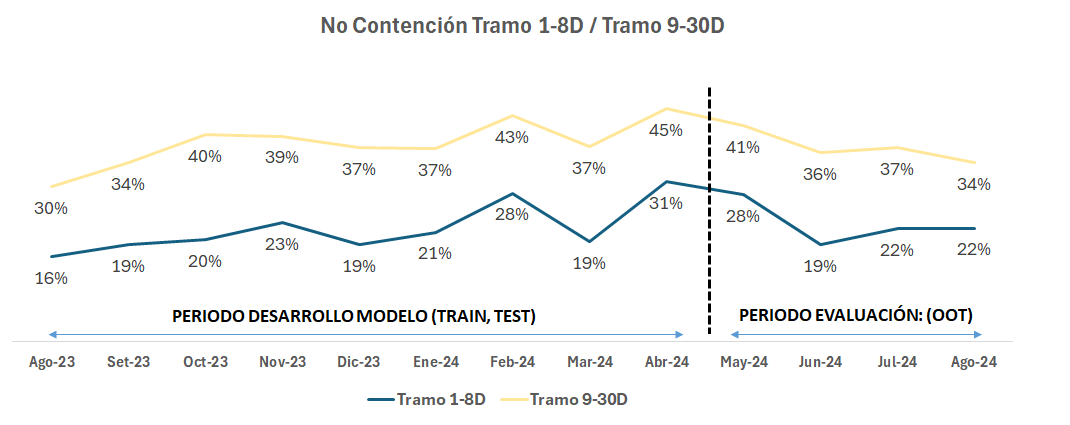 No Contención Tramo 1-8D / Tramo 9-30D
30% 34% 40% 39% 37% 37% 43% 37% 45% 41% 36% 37% 34%
16% 19% 20% 23% 19% 21% 28% 19% 31% 28% 19% 22% 22%
PERIODO DESARROLLO MODELO (TRAIN, TEST) PERIODO EVALUACIÓN: (OOT)
Ago-23 Set-23 Oct-23 Nov-23 Dic-23 Ene-24 Feb-24 Mar-24 Abr-24 May-24 Jun-24 Jul-24 Ago-24
Tramo 1-8D Tramo 9-30D